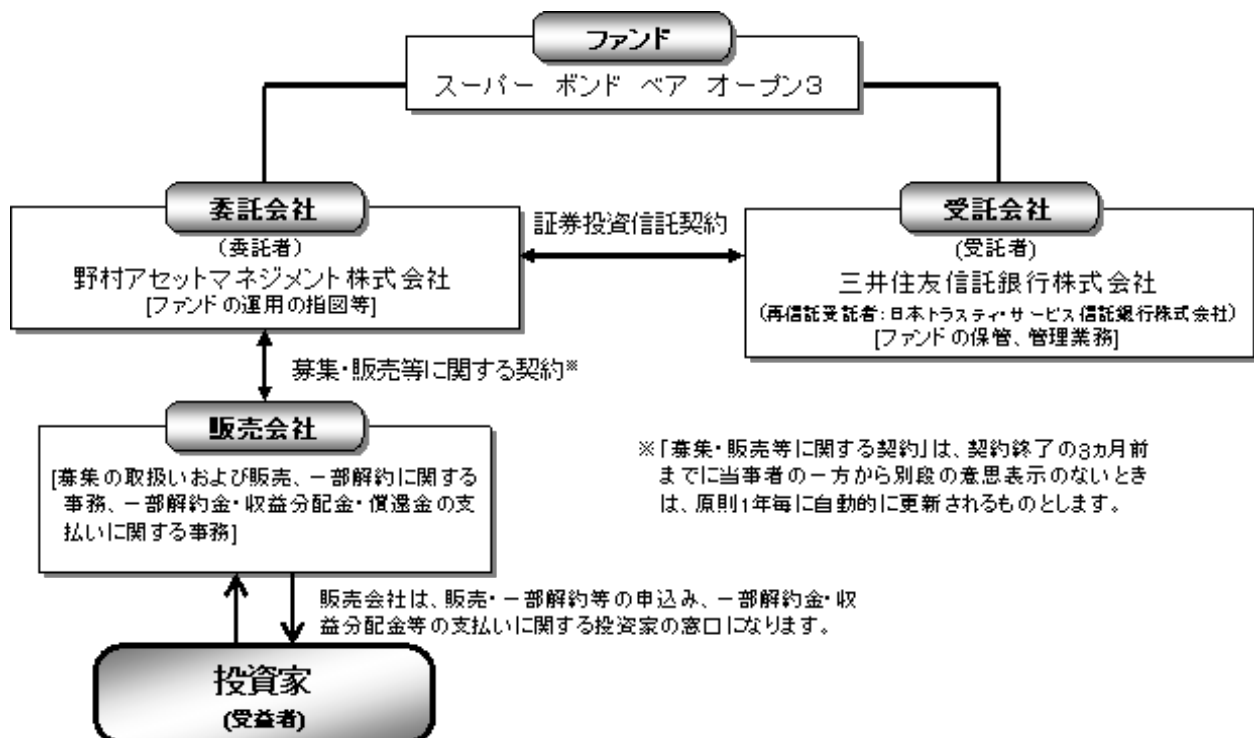 ファンド
スーパー ボンド ベア オープン3
委託会社
(委託者)
野村アセットマネジメント株式会社
[ファンドの運用の指図等]
証券投資信託契約
受託会社
(受託者)
三井住友信託銀行株式会社
(再信託受託者:日本トラスティ・サービス信託銀行株式会社)
[ファンドの保管、管理業務]
募集・販売等に関する契約※
販売会社
[募集の取扱いおよび販売、一部解約に関する
事務、一部解約金・収益分配金・償還金の支
払いに関する事務]
※「募集・販売等に関する契約」は、契約終了の3ヵ月前
までに当事者の一方から別段の意思表示のないとき
は、原則1年毎に自動的に更新されるものとします。
販売会社は、販売・一部解約等の申込み、一部解約金・収
益分配金等の支払いに関する投資家の窓口になります。
投資家
(受益者)